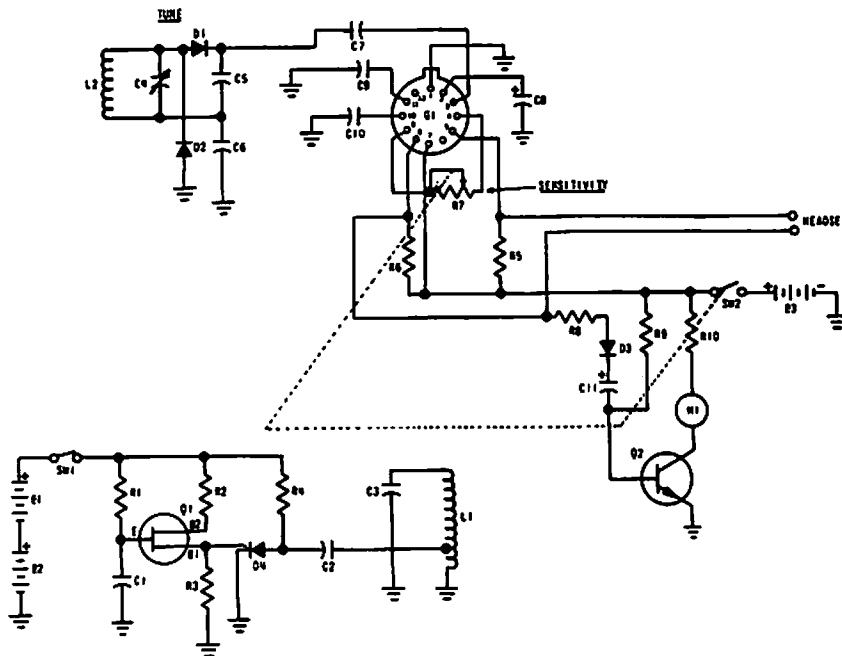 TUNE
D1
C7
L2
C4
C5
C9
C8
G1
C10
D2
C6
R7
SENSITIVITY
HEADSE
R6
R5
SW2
B3
R8
R9
R10
D3
C11
M1
Q2
SW1
B1
R1
R2
R4
C3
L1
Q1
E
B2
B1
D4
C2
B2
C1
R3